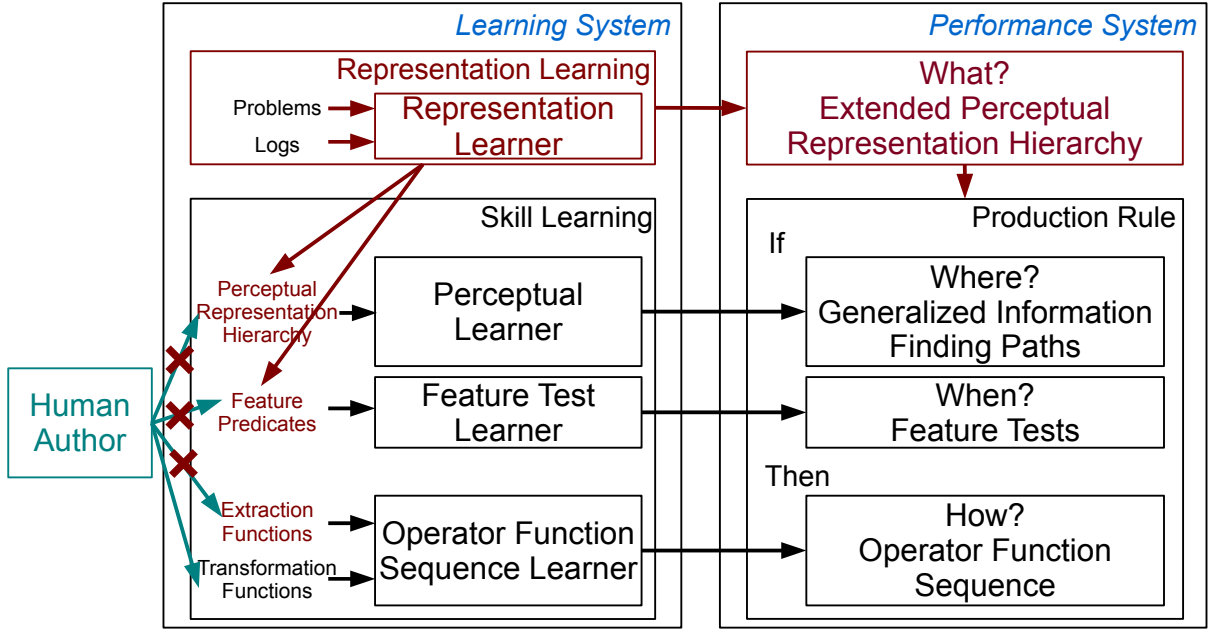 Learning System
Performance System
Representation Learning
Problems
Logs
Representation
Learner
What?
Extended Perceptual
Representation Hierarchy
Skill Learning
Production Rule
If
Perceptual
Representation
Hierarchy
Perceptual
Learner
Where?
Generalized Information
Finding Paths
Human
Author
Feature
Predicates
Feature Test
Learner
When?
Feature Tests
Then
Extraction
Functions
Transformation
Functions
Operator Function
Sequence Learner
How?
Operator Function
Sequence